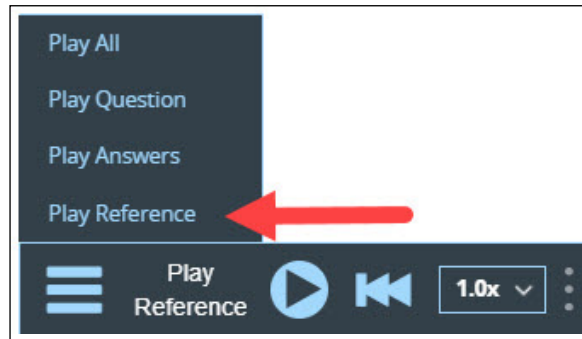 Play All
Play Question
Play Answers
Play Reference
Play
Reference
1.0x